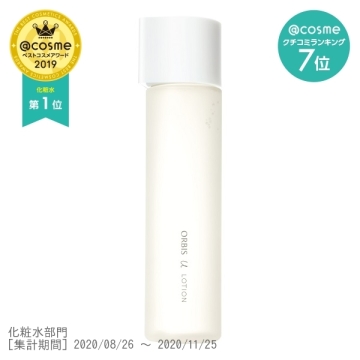 @cosme
ベストコスメアワード
2019
化粧水
第1位
@cosme
クチコミランキング
7位
ORBIS u LOTION
化粧水部門
[集計期間] 2020/08/26 ～ 2020/11/25